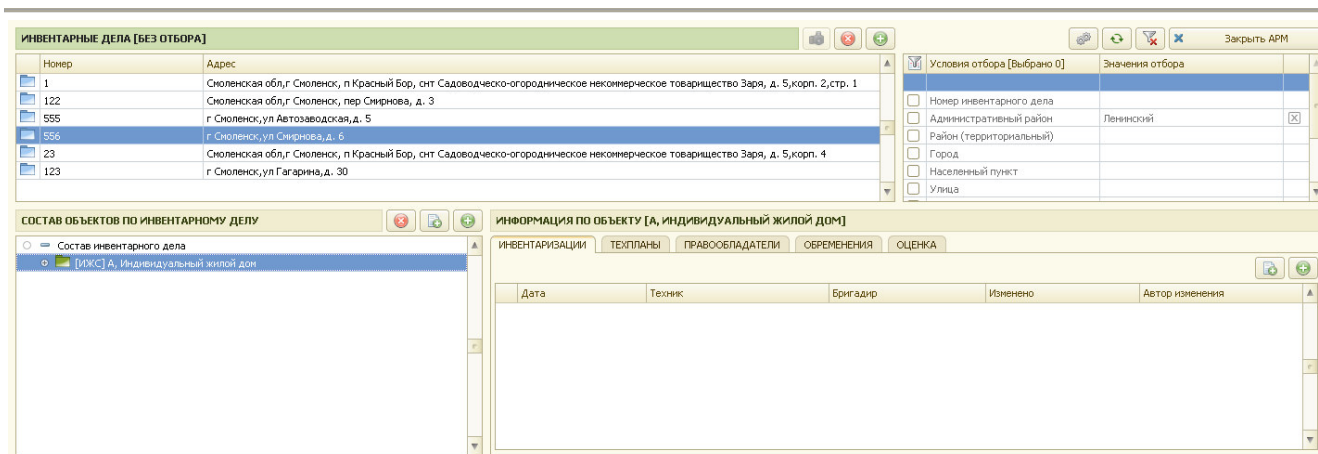 ИНВЕНТАРНЫЕ ДЕЛА [БЕЗ ОТБОРА]
Закрыть АРМ
Номер Адрес
1 Смоленская обл,г Смоленск, п Красный Бор, снт Садоводческо-огородническое некоммерческое товарищество Заря, д. 5,корп. 2,стр. 1
122 Смоленская обл,г Смоленск, пер Смирнова, д. 3
555 г Смоленск,ул Автозаводская,д. 5
556 г Смоленск,ул Смирнова,д. 6
23 Смоленская обл,г Смоленск, п Красный Бор, снт Садоводческо-огородническое некоммерческое товарищество Заря, д. 5,корп. 4
123 г Смоленск,ул Гагарина,д. 30
Условия отбора [Выбрано 0] Значения отбора
Номер инвентарного дела
Административный район Ленинский
Район (территориальный)
Город
Населенный пункт
Улица
СОСТАВ ОБЪЕКТОВ ПО ИНВЕНТАРНОМУ ДЕЛУ
Состав инвентарного дела
[ИЖС] А, Индивидуальный жилой дом
ИНФОРМАЦИЯ ПО ОБЪЕКТУ [А, ИНДИВИДУАЛЬНЫЙ ЖИЛОЙ ДОМ]
ИНВЕНТАРИЗАЦИИ ТЕХПЛАНЫ ПРАВООБЛАДАТЕЛИ ОБРЕМЕНЕНИЯ ОЦЕНКА
Дата Техник Бригадир Изменено Автор изменения